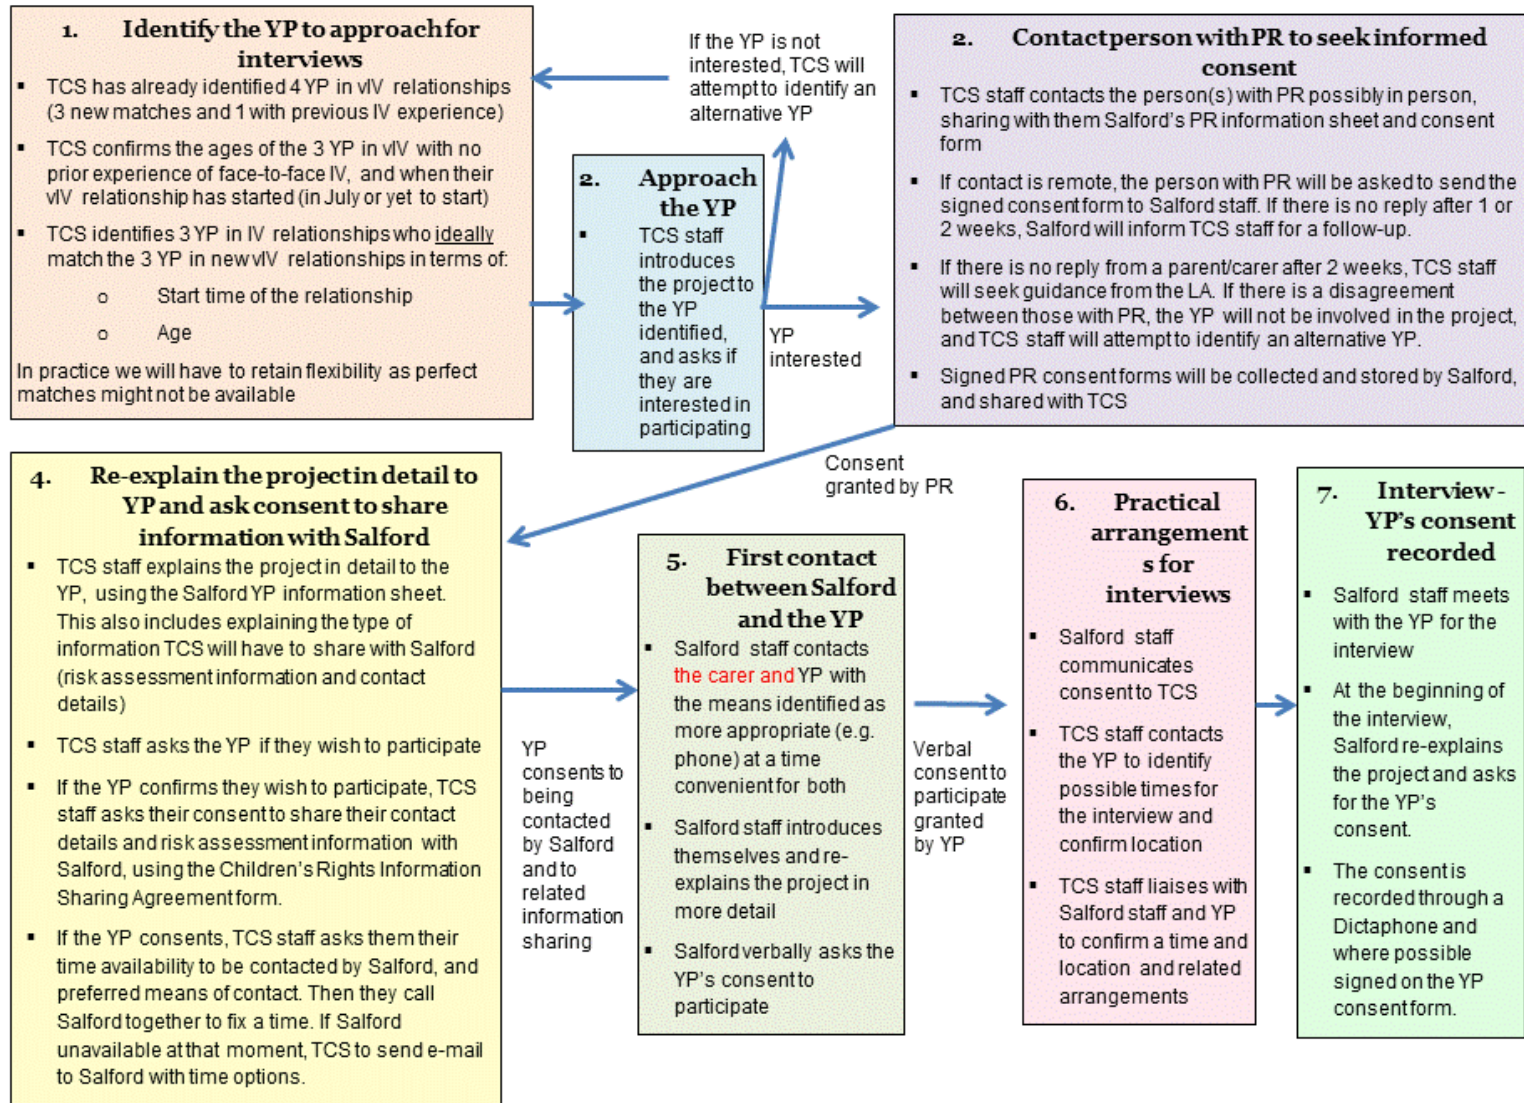 1. Identify the YP to approach for
interviews
▪ TCS has already identified 4 YP in vIV relationships
(3 new matches and 1 with previous IV experience)
▪ TCS confirms the ages of the 3 YP in vIV with no
prior experience of face-to-face IV, and when their
vIV relationship has started (in July or yet to start)
▪ TCS identifies 3 YP in IV relationships who ideally
match the 3 YP in new vIV relationships in terms of:
o Start time of the relationship
o Age
In practice we will have to retain flexibility as perfect
matches might not be available
If the YP is not
interested, TCS will
attempt to identify an
alternative YP
2. Approach
the YP
▪ TCS staff
introduces
the project to
the YP
identified,
and asks if
they are
interested in
participating
YP
interested
2. Contact person with PR to seek informed
consent
▪ TCS staff contacts the person(s) with PR possibly in person,
sharing with them Salford's PR information sheet and consent
form
▪ If contact is remote, the person with PR will be asked to send the
signed consent form to Salford staff. If there is no reply after 1 or
2 weeks, Salford will inform TCS staff for a follow-up.
▪ If there is no reply from a parent/carer after 2 weeks, TCS staff
will seek guidance from the LA. If there is a disagreement
between those with PR, the YP will not be involved in the project,
and TCS staff will attempt to identify an alternative YP.
▪ Signed PR consent forms will be collected and stored by Salford,
and shared with TCS
Consent
granted by PR
4. Re-explain the project in detail to
YP and ask consent to share
information with Salford
▪ TCS staff explains the project in detail to the
YP, using the Salford YP information sheet.
This also includes explaining the type of
information TCS will have to share with Salford
(risk assessment information and contact
details)
▪ TCS staff asks the YP if they wish to participate
▪ If the YP confirms they wish to participate, TCS
staff asks their consent to share their contact
details and risk assessment information with
Salford, using the Children's Rights Information
Sharing Agreement form.
▪ If the YP consents, TCS staff asks them their
time availability to be contacted by Salford, and
preferred means of contact. Then they call
Salford together to fix a time. If Salford
unavailable at that moment, TCS to send e-mail
to Salford with time options.
YP
consents to
being
contacted
by Salford
and to
related
information
sharing
5. First contact
between Salford
and the YP
▪ Salford staff contacts
the carer and YP with
the means identified as
more appropriate (e.g.
phone) at a time
convenient for both
▪ Salford staff introduces
themselves and re-
explains the project in
more detail
▪ Salford verbally asks the
YP's consent to
participate
Verbal
consent to
participate
granted
by YP
6. Practical
arrangement
s for
interviews
▪ Salford staff
communicates
consent to TCS
▪ TCS staff contacts
the YP to identify
possible times for
the interview and
confirm location
▪ TCS staff liaises with
Salford staff and YP
to confirm a time and
location and related
arrangements
7. Interview -
YP's consent
recorded
▪ Salford staff meets
with the YP for the
interview
▪ At the beginning of
the interview,
Salford re-explains
the project and asks
for the YP's
consent.
▪ The consent is
recorded through a
Dictaphone and
where possible
signed on the YP
consent form.